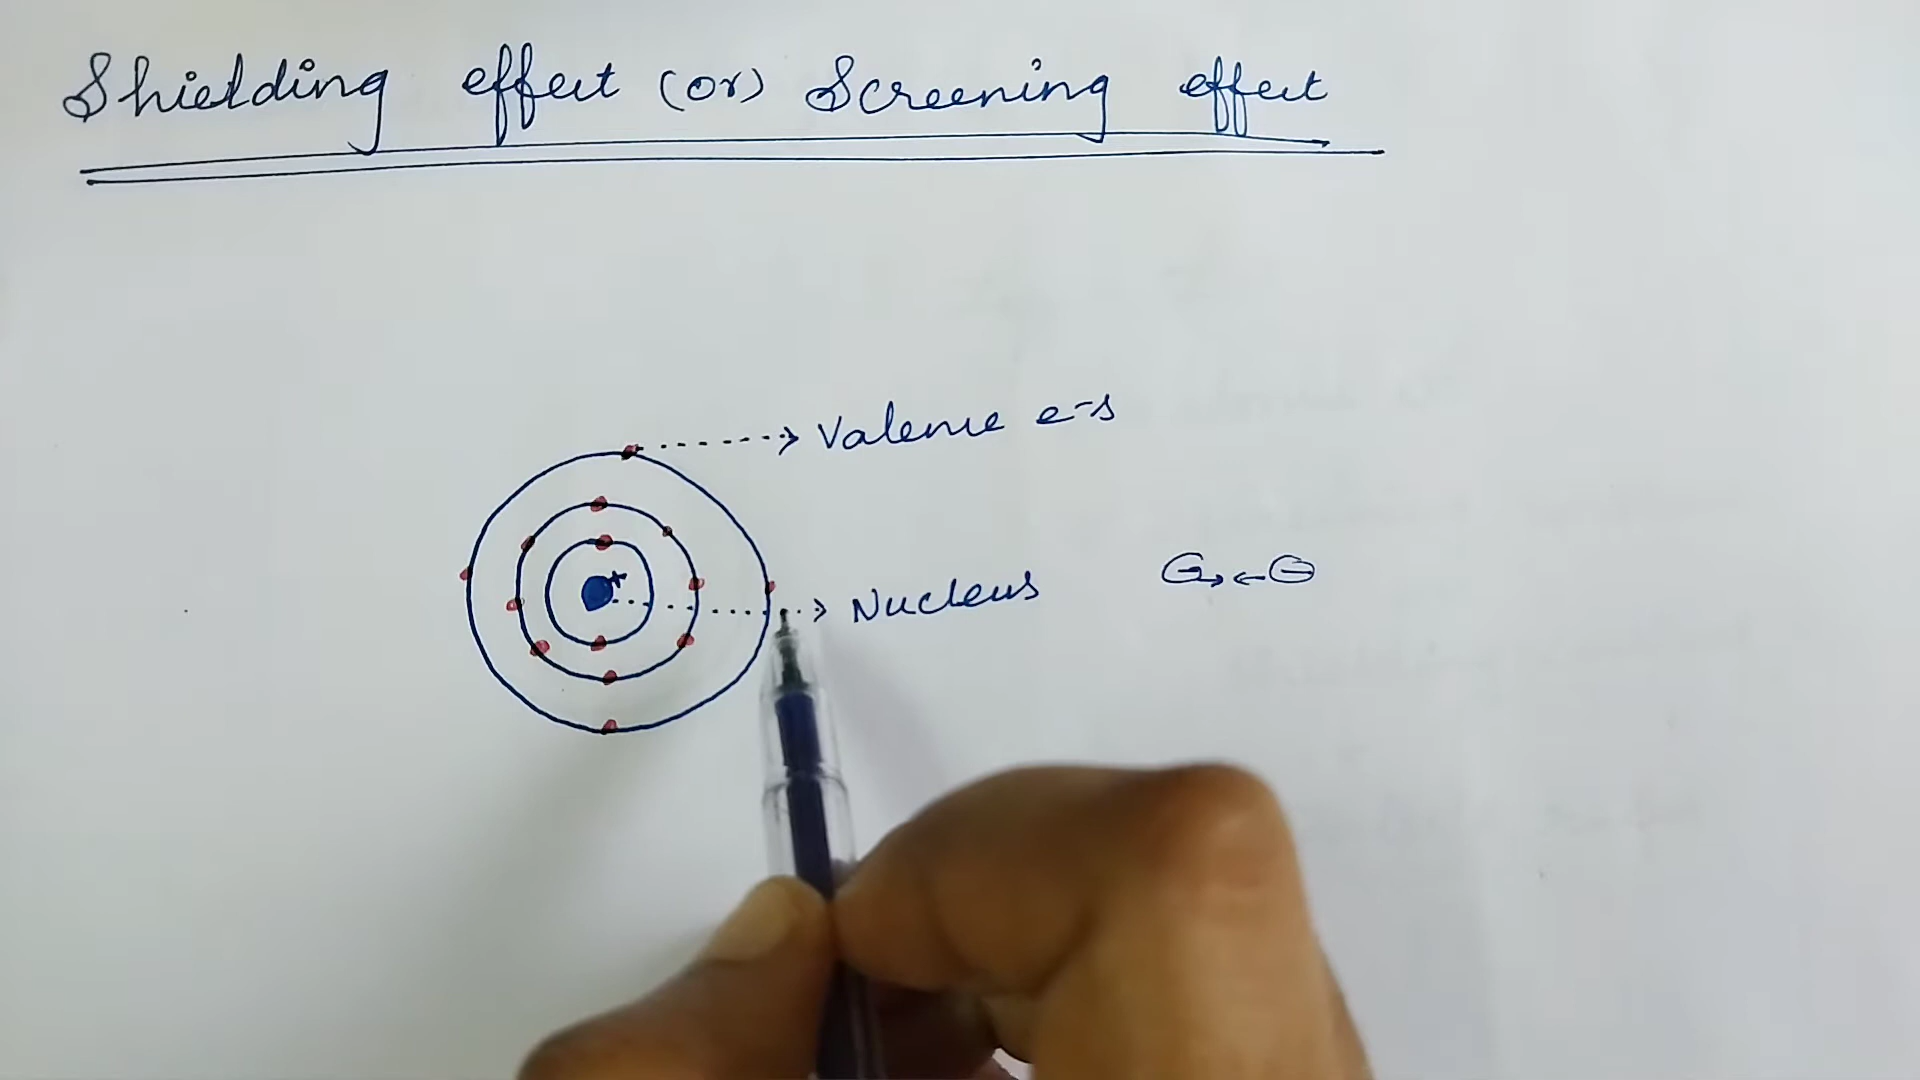 Shielding effect (or) Screening effect
Valence e-s
+
Nucleus
⊖→←⊖